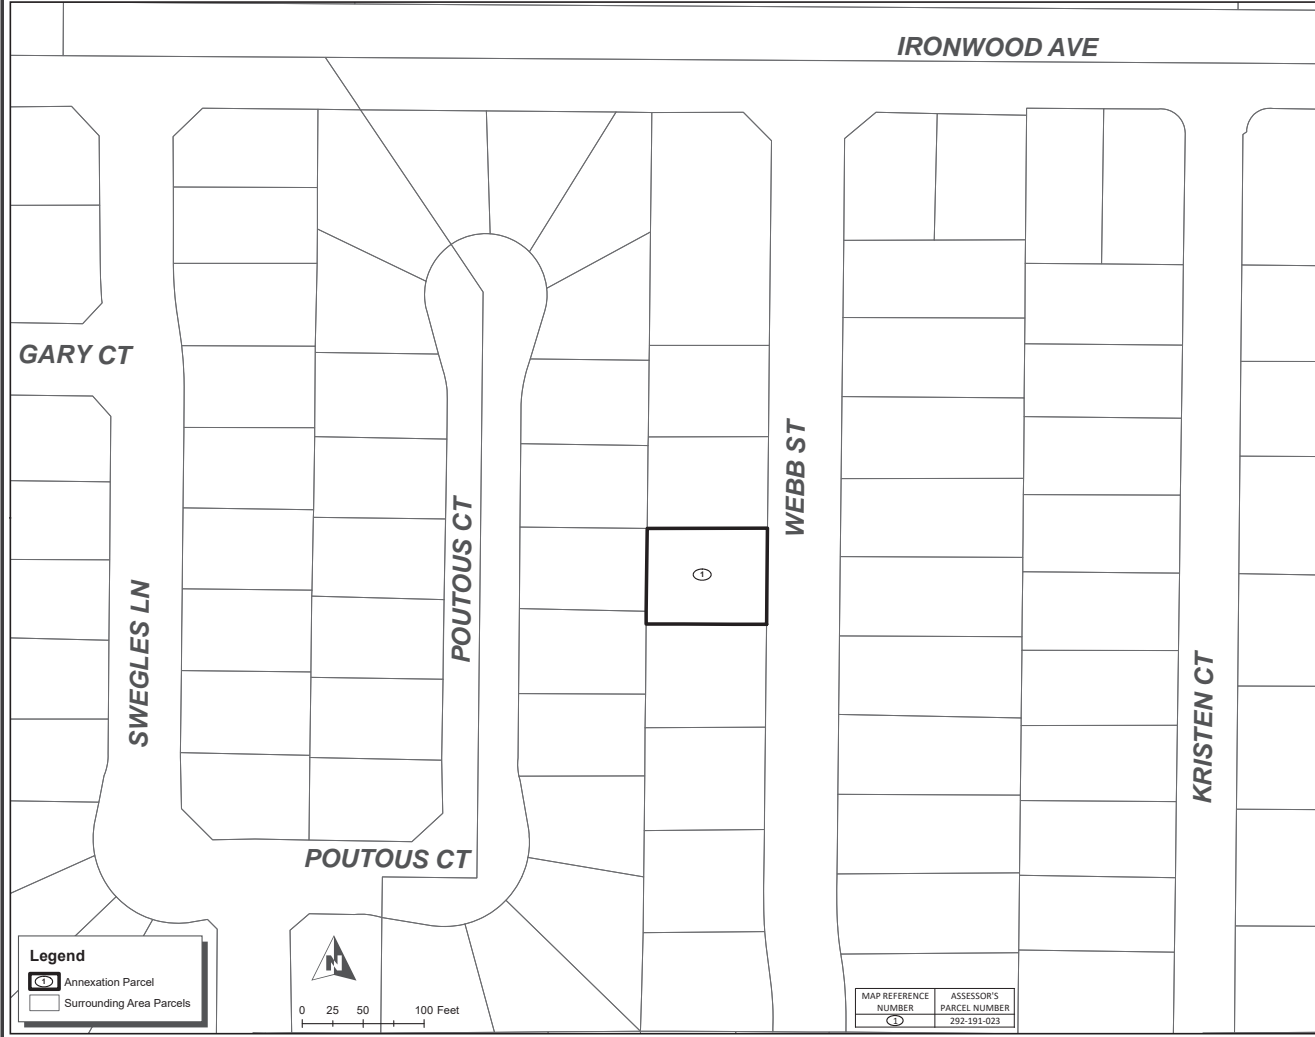 IRONWOOD AVE
GARY CT
WEBB ST
POUTOUS CT
SWEGLES LN
KRISTEN CT
1
POUTOUS CT
Legend
1 Annexation Parcel
Surrounding Area Parcels
N
0 25 50 100 Feet
MAP REFERENCE NUMBER
ASSESSOR'S PARCEL NUMBER
1 292-191-023